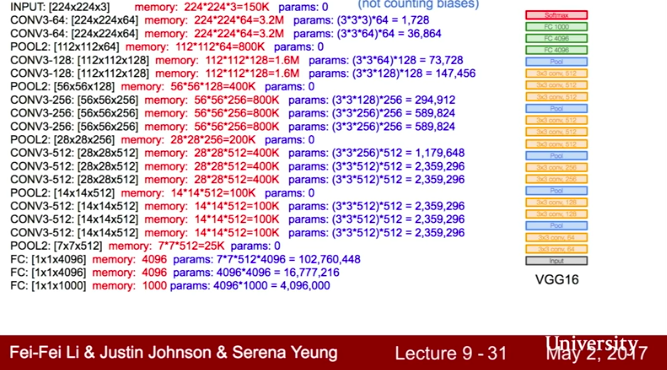 (not counting biases)
INPUT: [224x224x3] memory: 224*224*3=150K params: 0
CONV3-64: [224x224x64] memory: 224*224*64=3.2M params: (3*3*3)*64 = 1,728
CONV3-64: [224x224x64] memory: 224*224*64=3.2M params: (3*3*64)*64 = 36,864
POOL2: [112x112x64] memory: 112*112*64=800K params: 0
CONV3-128: [112x112x128] memory: 112*112*128=1.6M params: (3*3*64)*128 = 73,728
CONV3-128: [112x112x128] memory: 112*112*128=1.6M params: (3*3*128)*128 = 147,456
POOL2: [56x56x128] memory: 56*56*128=400K params: 0
CONV3-256: [56x56x256] memory: 56*56*256=800K params: (3*3*128)*256 = 294,912
CONV3-256: [56x56x256] memory: 56*56*256=800K params: (3*3*256)*256 = 589,824
CONV3-256: [56x56x256] memory: 56*56*256=800K params: (3*3*256)*256 = 589,824
POOL2: [28x28x256] memory: 28*28*256=200K params: 0
CONV3-512: [28x28x512] memory: 28*28*512=400K params: (3*3*256)*512 = 1,179,648
CONV3-512: [28x28x512] memory: 28*28*512=400K params: (3*3*512)*512 = 2,359,296
CONV3-512: [28x28x512] memory: 28*28*512=400K params: (3*3*512)*512 = 2,359,296
POOL2: [14x14x512] memory: 14*14*512=100K params: 0
CONV3-512: [14x14x512] memory: 14*14*512=100K params: (3*3*512)*512 = 2,359,296
CONV3-512: [14x14x512] memory: 14*14*512=100K params: (3*3*512)*512 = 2,359,296
CONV3-512: [14x14x512] memory: 14*14*512=100K params: (3*3*512)*512 = 2,359,296
POOL2: [7x7x512] memory: 7*7*512=25K params: 0
FC: [1x1x4096] memory: 4096 params: 7*7*512*4096 = 102,760,448
FC: [1x1x4096] memory: 4096 params: 4096*4096 = 16,777,216
FC: [1x1x1000] memory: 1000 params: 4096*1000 = 4,096,000
Softmax
FC 1000
FC 4096
FC 4096
Pool
3x3 conv, 512
3x3 conv, 512
3x3 conv, 512
Pool
3x3 conv, 512
3x3 conv, 512
3x3 conv, 512
Pool
3x3 conv, 256
3x3 conv, 256
Pool
3x3 conv, 128
3x3 conv, 128
Pool
3x3 conv, 64
3x3 conv, 64
Input
VGG16
Fei-Fei Li & Justin Johnson & Serena Yeung
Lecture 9 - 31
May 2, 2017
University